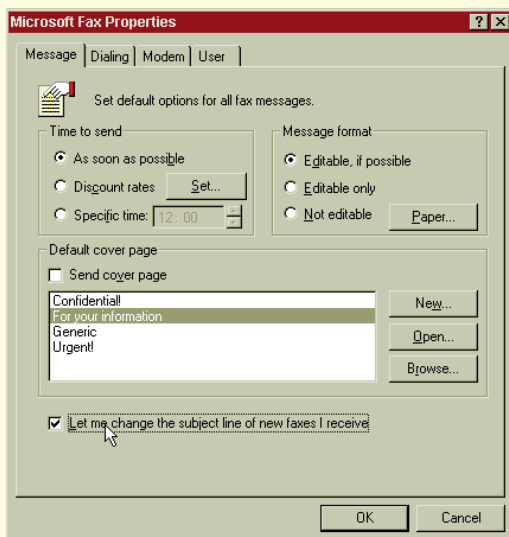 Microsoft Fax Properties
Message Dialing Modem User
Set default options for all fax messages.
Time to send
As soon as possible
Discount rates Set...
Specific time: 12:00
Message format
Editable, if possible
Editable only
Not editable Paper...
Default cover page
Send cover page
Confidential!
For your information
Generic
Urgent!
New...
Open...
Browse...
Let me change the subject line of new faxes I receive
OK Cancel